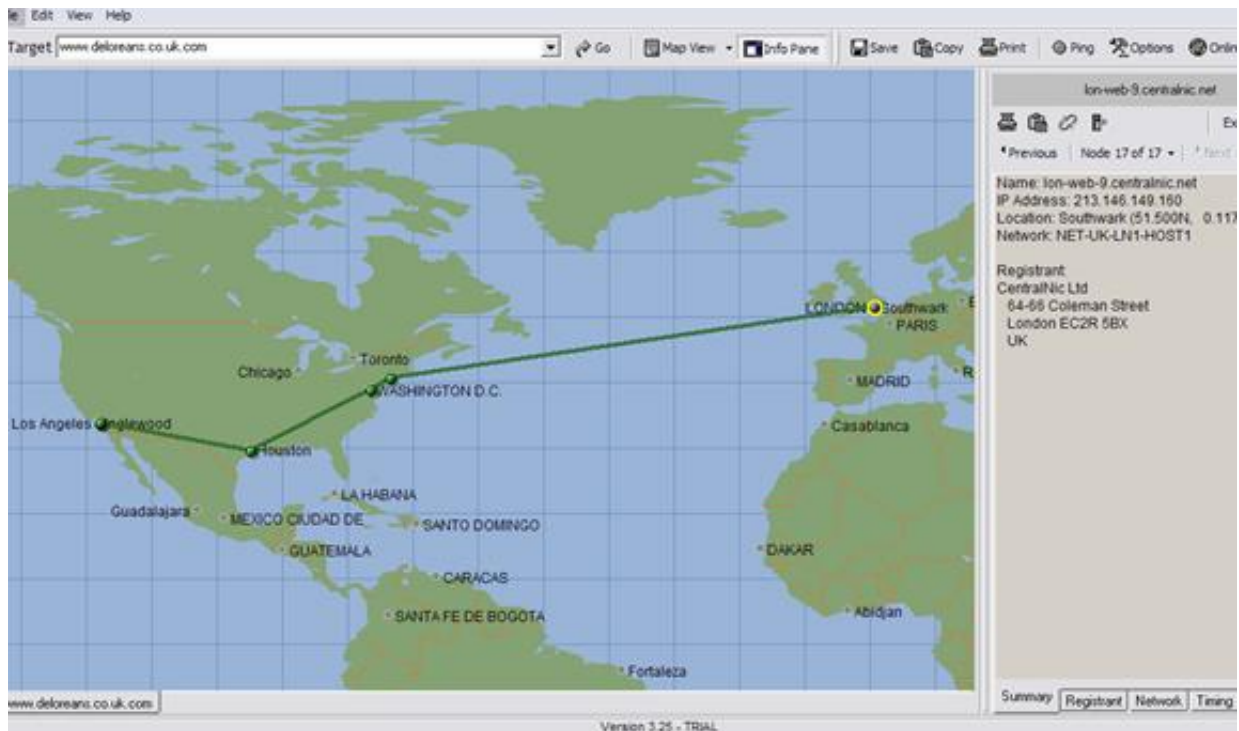 Edit View Help
Target www.deloreans.co.uk.com Go Map View Info Pane Save Copy Print Ping Options
lon-web-9.centralnic.net
Previous Node 17 of 17 Next
Name: lon-web-9.centralnic.net
IP Address: 213.146.149.160
Location: Southwark (51.500N, 0.117
Network: NET-UK-LN1-HOST1
Registrant
CentralNic Ltd
64-66 Coleman Street
London EC2R 5BX
UK
LONDON Southwark
PARIS
Toronto
Chicago
WASHINGTON D.C.
MADRID
Los Angeles Inglewood
Casablanca
Houston
LA HABANA
Guadalajara
MEXICO CIUDAD DE
SANTO DOMINGO
GUATEMALA
DAKAR
CARACAS
SANTA FE DE BOGOTA
Abidjan
Fortaleza
www.deloreans.co.uk.com
Summary Registrant Network Timing
Version 3.25 - TRIAL